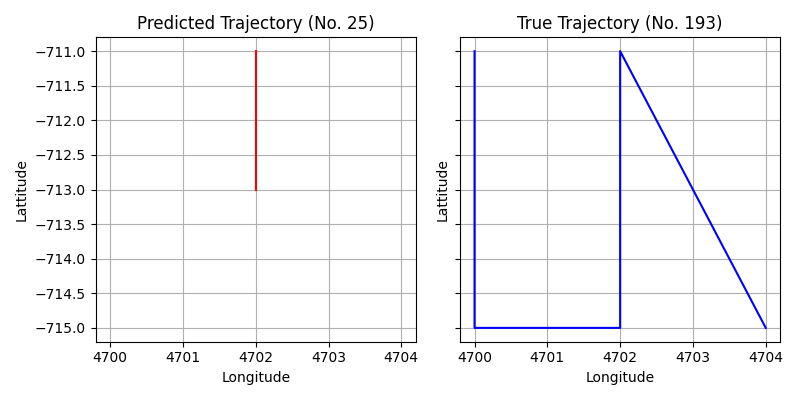 Predicted Trajectory (No. 25)
−711.0
−711.5
−712.0
−712.5
−713.0
−713.5
−714.0
−714.5
−715.0
Lattitude
4700 4701 4702 4703 4704
Longitude
True Trajectory (No. 193)
Lattitude
4700 4701 4702 4703 4704
Longitude